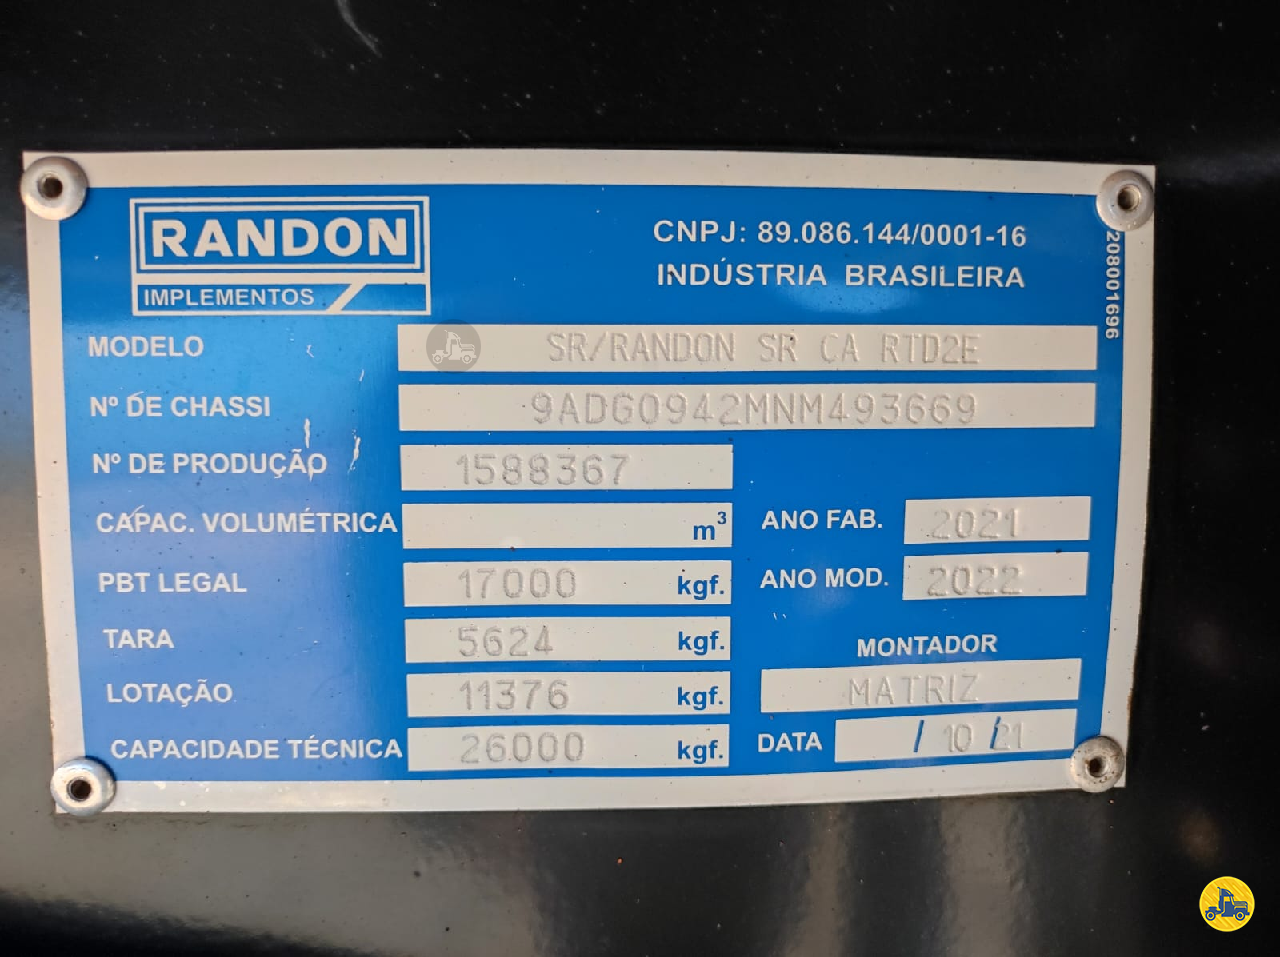 RANDON
IMPLEMENTOS
CNPJ: 89.086.144/0001-16
INDÚSTRIA BRASILEIRA
208001696
MODELO SR/RANDON SR CA RTD2E
Nº DE CHASSI 9ADG0942MNM493669
Nº DE PRODUÇÃO 1588367
CAPAC. VOLUMÉTRICA m³ ANO FAB. 2021
PBT LEGAL 17000 kgf. ANO MOD. 2022
TARA 5624 kgf. MONTADOR
LOTAÇÃO 11376 kgf. MATRIZ
CAPACIDADE TÉCNICA 26000 kgf. DATA / 10 / 21